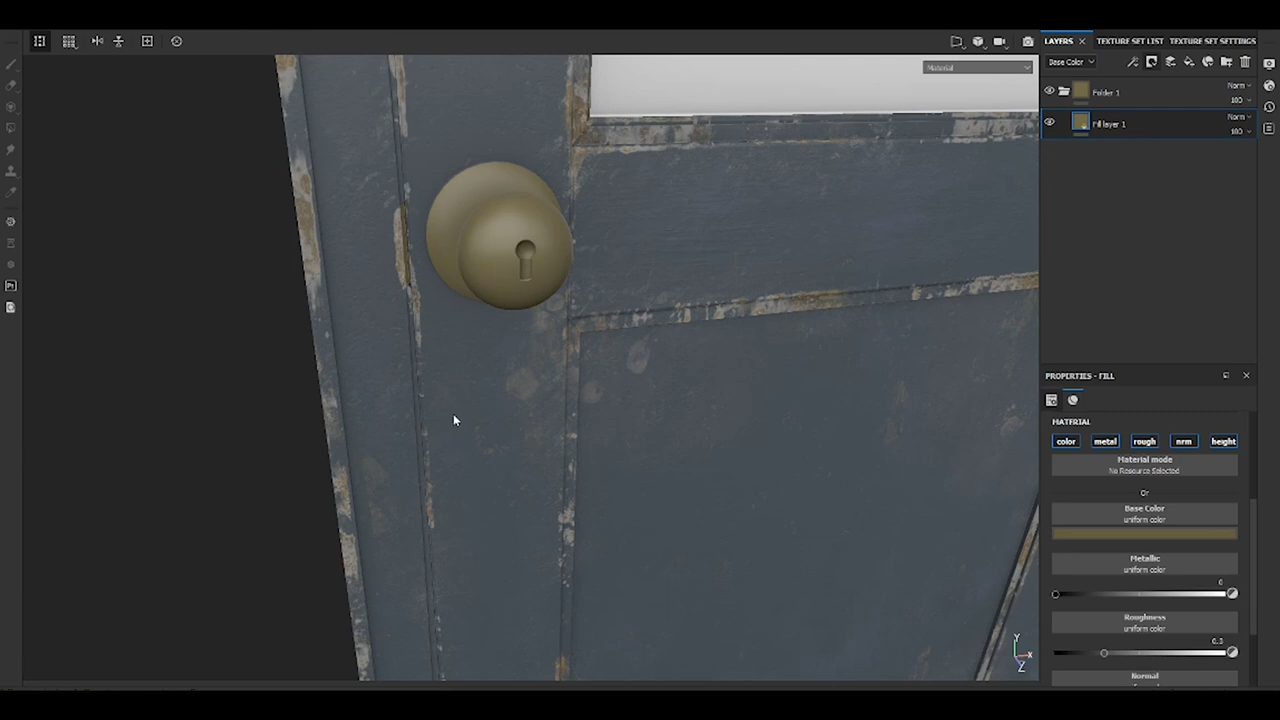 LAYERS
TEXTURE SET LIST
TEXTURE SET SETTINGS
Base Color
Material
Folder 1
Norm
100
Fill layer 1
Norm
100
PROPERTIES - FILL
MATERIAL
color
metal
rough
nrm
height
Material mode
No Resource Selected
Or
Base Color
uniform color
Metallic
uniform color
0
Roughness
uniform color
0.3
Normal
Pt
Y
X
Z